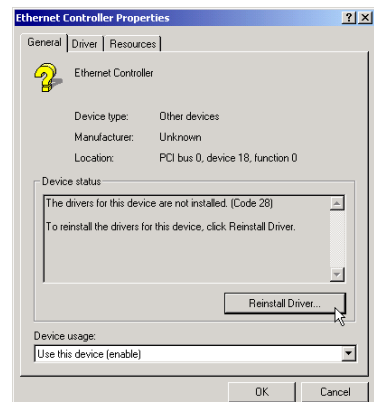 Ethernet Controller Properties
General Driver Resources
Ethernet Controller
Device type: Other devices
Manufacturer: Unknown
Location: PCI bus 0, device 18, function 0
Device status
The drivers for this device are not installed. (Code 28)
To reinstall the drivers for this device, click Reinstall Driver.
Reinstall Driver...
Device usage:
Use this device (enable)
OK Cancel